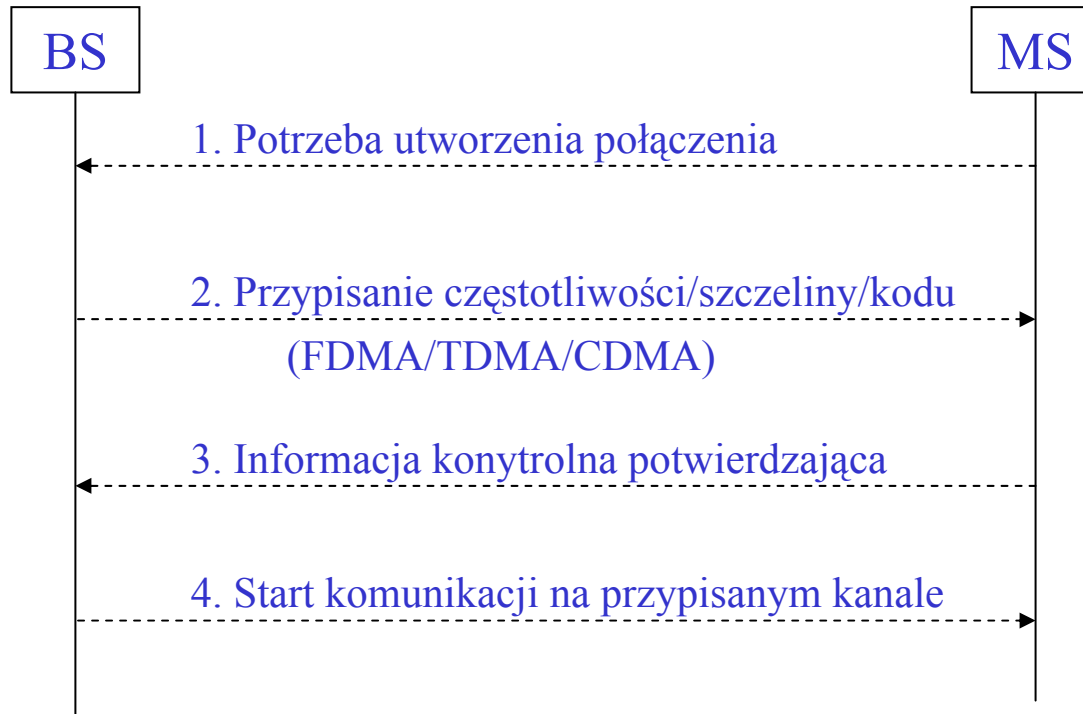 BS
MS
1. Potrzeba utworzenia połączenia
2. Przypisanie częstotliwości/szczeliny/kodu
(FDMA/TDMA/CDMA)
3. Informacja konytrolna potwierdzająca
4. Start komunikacji na przypisanym kanale